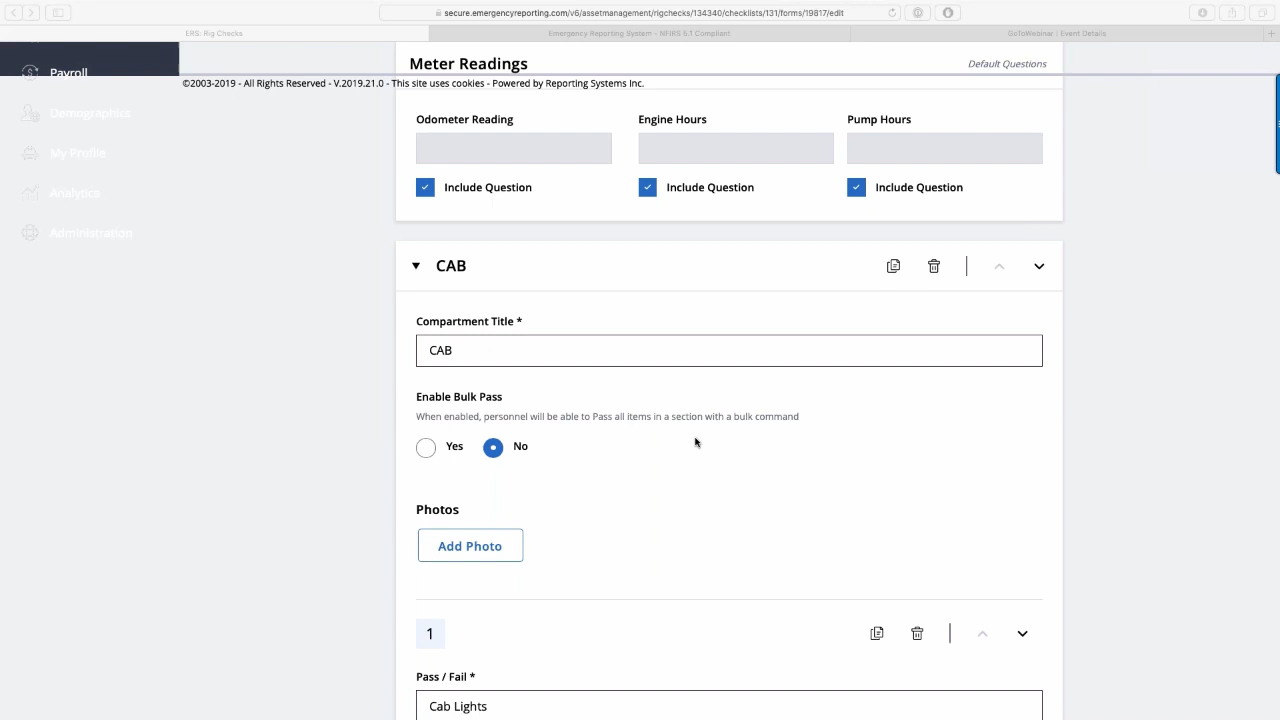 secure.emergencyreporting.com/v6/assetmanagement/rigchecks/134340/checklists/131/forms/19817/edit
ERS: Rig Checks
Emergency Reporting System - NFIRS 5.1 Compliant
GoToWebinar | Event Details
Payroll
Demographics
My Profile
Analytics
Administration
Meter Readings
Default Questions
©2003-2019 - All Rights Reserved - V.2019.21.0 - This site uses cookies - Powered by Reporting Systems Inc.
Odometer Reading
Engine Hours
Pump Hours
Include Question
Include Question
Include Question
CAB
Compartment Title *
CAB
Enable Bulk Pass
When enabled, personnel will be able to Pass all items in a section with a bulk command
Yes
No
Photos
Add Photo
1
Pass / Fail *
Cab Lights